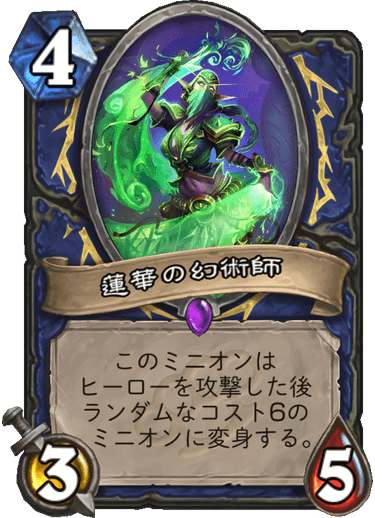 4
蓮華の幻術師
このミニオンは
ヒーローを攻撃した後
ランダムなコスト6の
ミニオンに変身する。
3
5